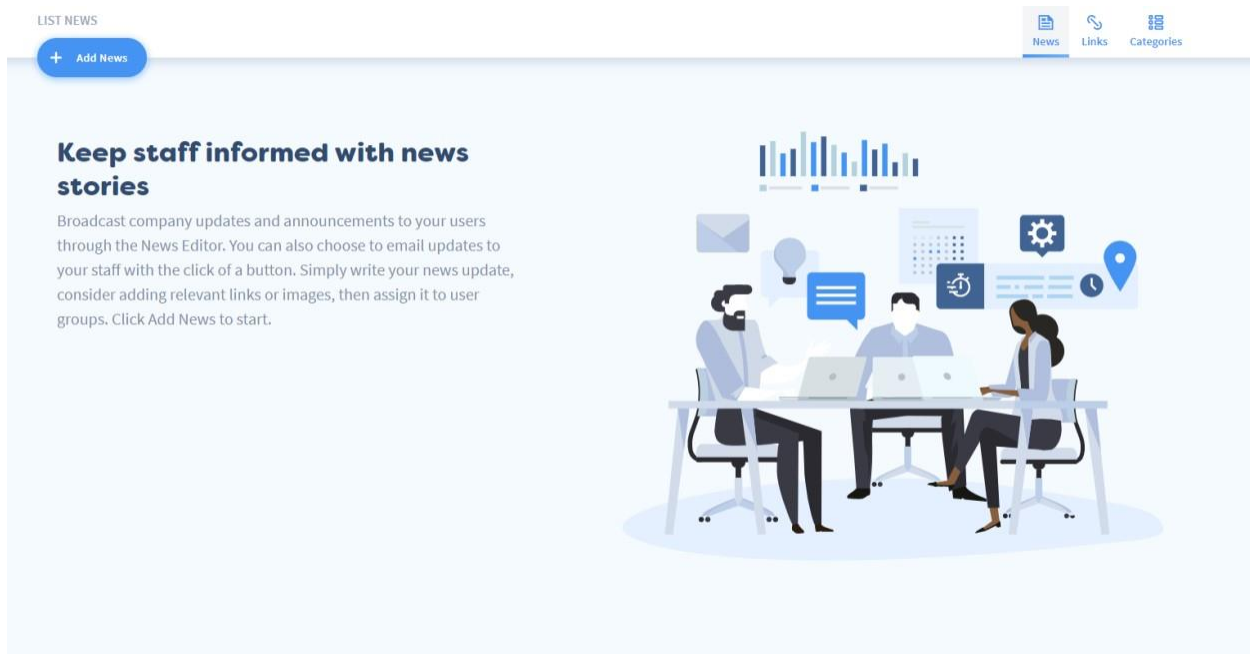 LIST NEWS
Add News
News
Links
Categories
Keep staff informed with news
stories
Broadcast company updates and announcements to your users
through the News Editor. You can also choose to email updates to
your staff with the click of a button. Simply write your news update,
consider adding relevant links or images, then assign it to user
groups. Click Add News to start.